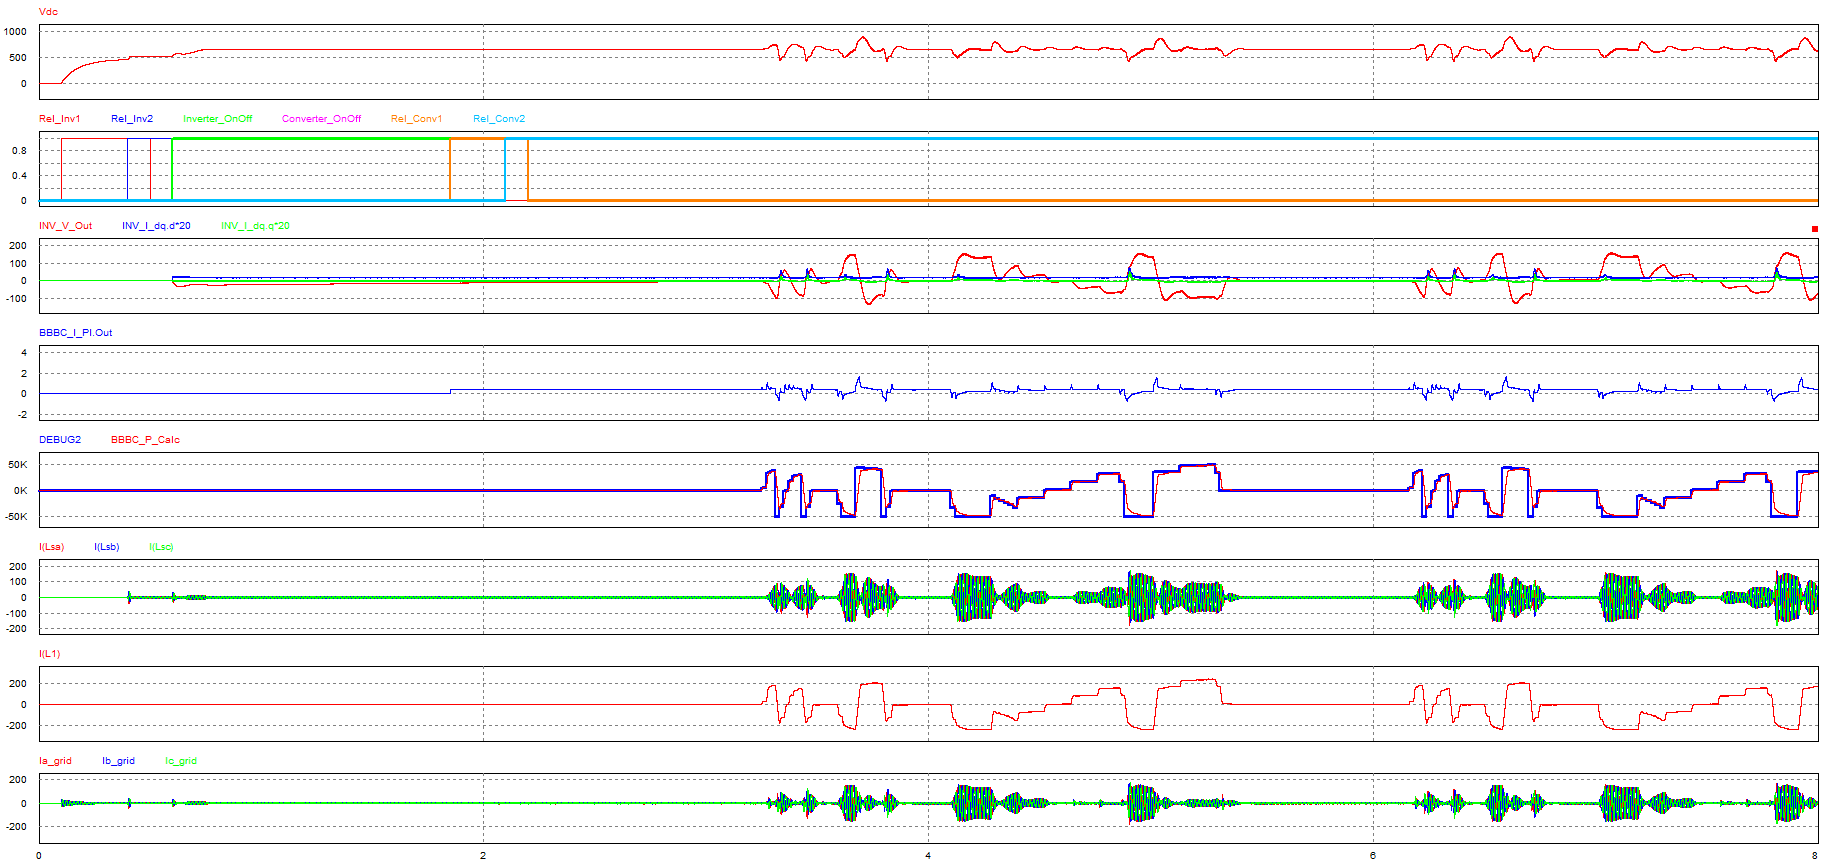 Vdc
1000
500
0
Rel_Inv1 Rel_Inv2 Inverter_OnOff Converter_OnOff Rel_Conv1 Rel_Conv2
0.8
0.4
0
INV_V_Out INV_I_dq.d*20 INV_I_dq.q*20
200
100
0
-100
BBBC_I_PI.Out
4
2
0
-2
DEBUG2 BBBC_P_Calc
50K
0K
-50K
I(Lsa) I(Lsb) I(Lsc)
200
100
0
-100
-200
I(L1)
200
0
-200
Ia_grid Ib_grid Ic_grid
200
0
-200
0 2 4 6 8